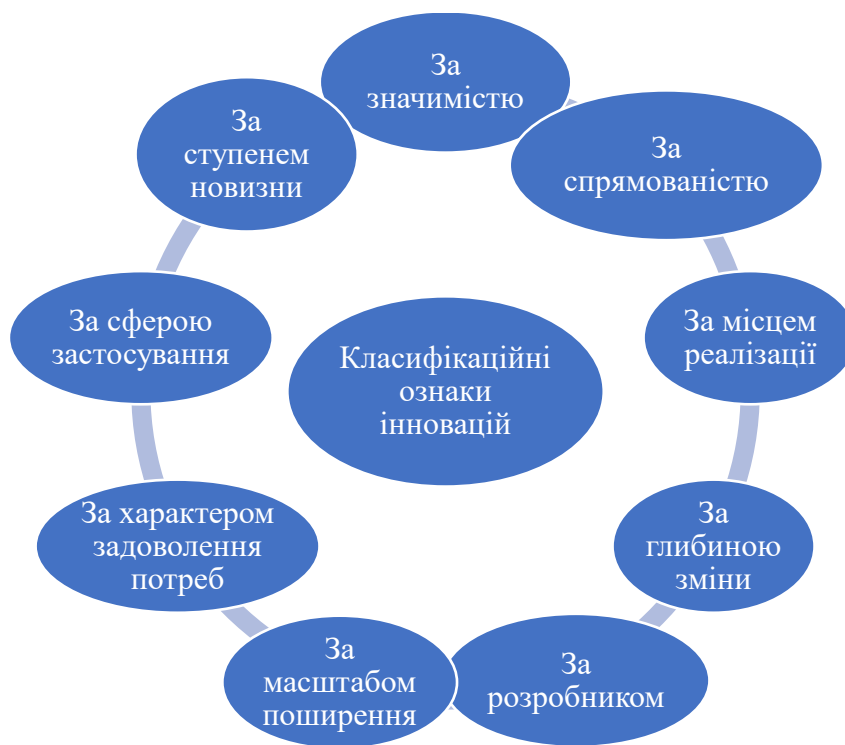 За
значимістю
За
спрямованістю
За місцем
реалізації
За
глибиною
зміни
За
розробником
За
масштабом
поширення
За характером
задоволення
потреб
За сферою
застосування
За
ступенем
новизни
Класифікаційні
ознаки
інновацій